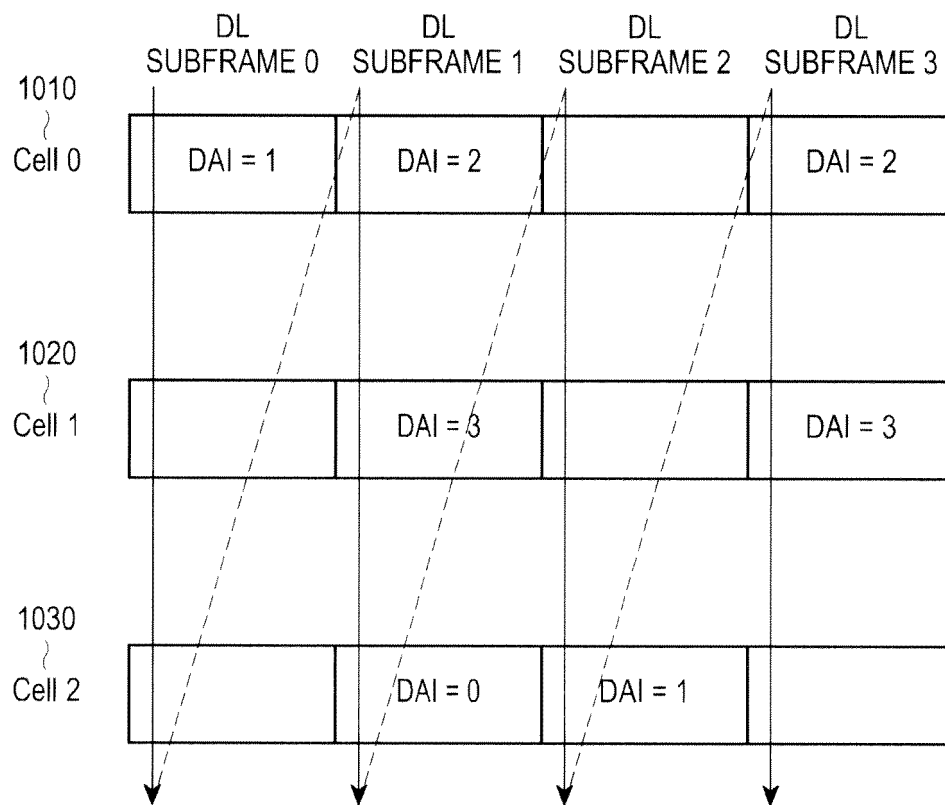 DL
SUBFRAME 0
DL
SUBFRAME 1
DL
SUBFRAME 2
DL
SUBFRAME 3
1010
Cell 0
DAI = 1
DAI = 2
DAI = 2
1020
Cell 1
DAI = 3
DAI = 3
1030
Cell 2
DAI = 0
DAI = 1